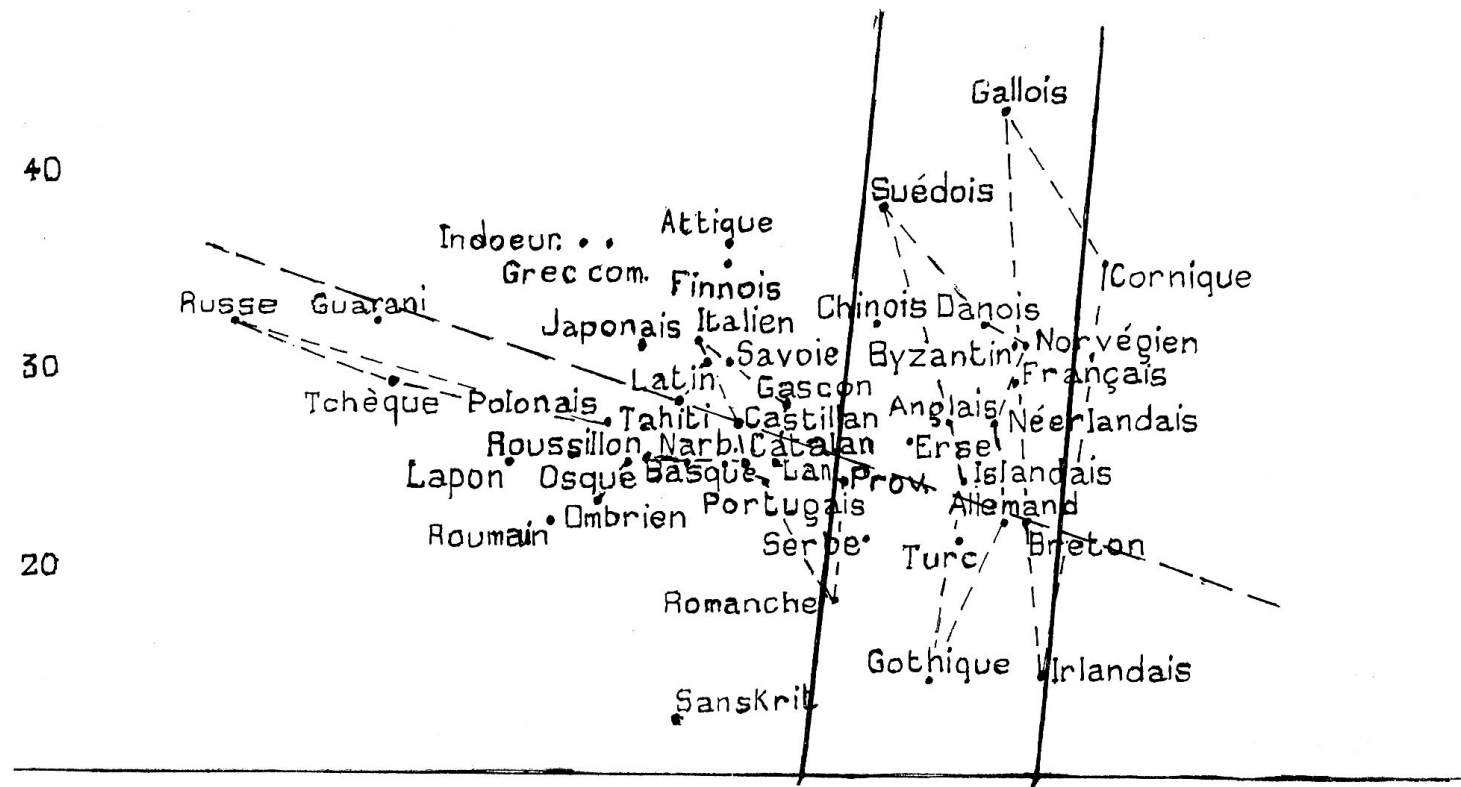 Gallois
40
Suédois
Attique
Indoeur.
Grec com.
Finnois
Cornique
Russe
Guarani
Chinois
Danois
Japonais
Italien
Norvégien
30
Savoie
Byzantin
Français
Latin
Gascon
Tchèque
Polonais
Tahiti
Castillan
Anglais
Néerlandais
Roussillon
Narb.
Catalan
Erse
Lapon
Osque
Basque
Lan.
Prov.
Islandais
Portugais
Allemand
Ombrien
Roumain
Serbe
Turc
Breton
20
Romanche
Gothique
Irlandais
SansKrit